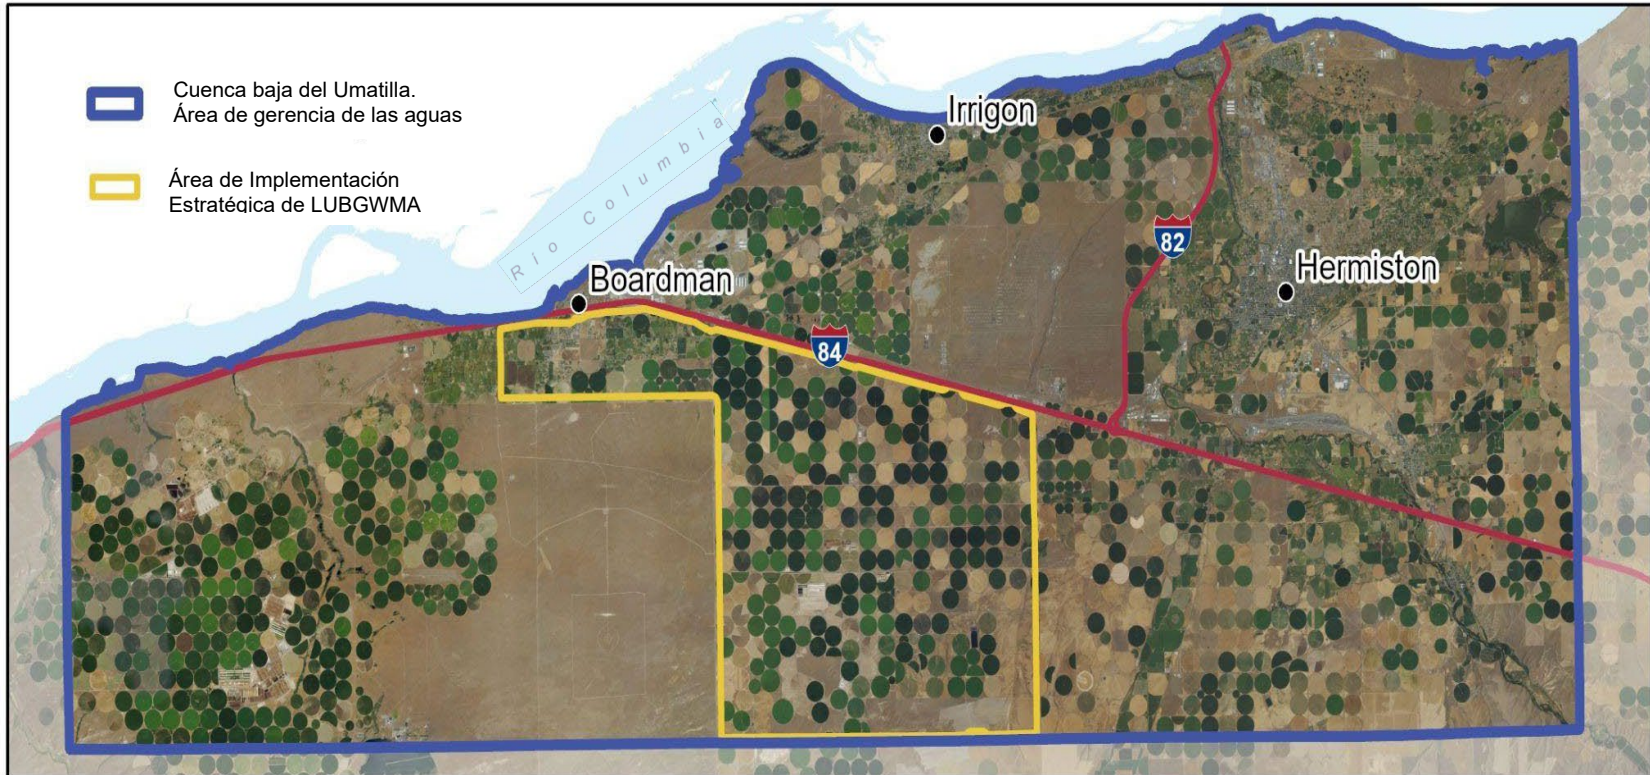 Cuenca baja del Umatilla.
Área de gerencia de las aguas
Área de Implementación
Estratégica de LUBGWMA
Río Columbia
Irrigon
82
Hermiston
Boardman
84